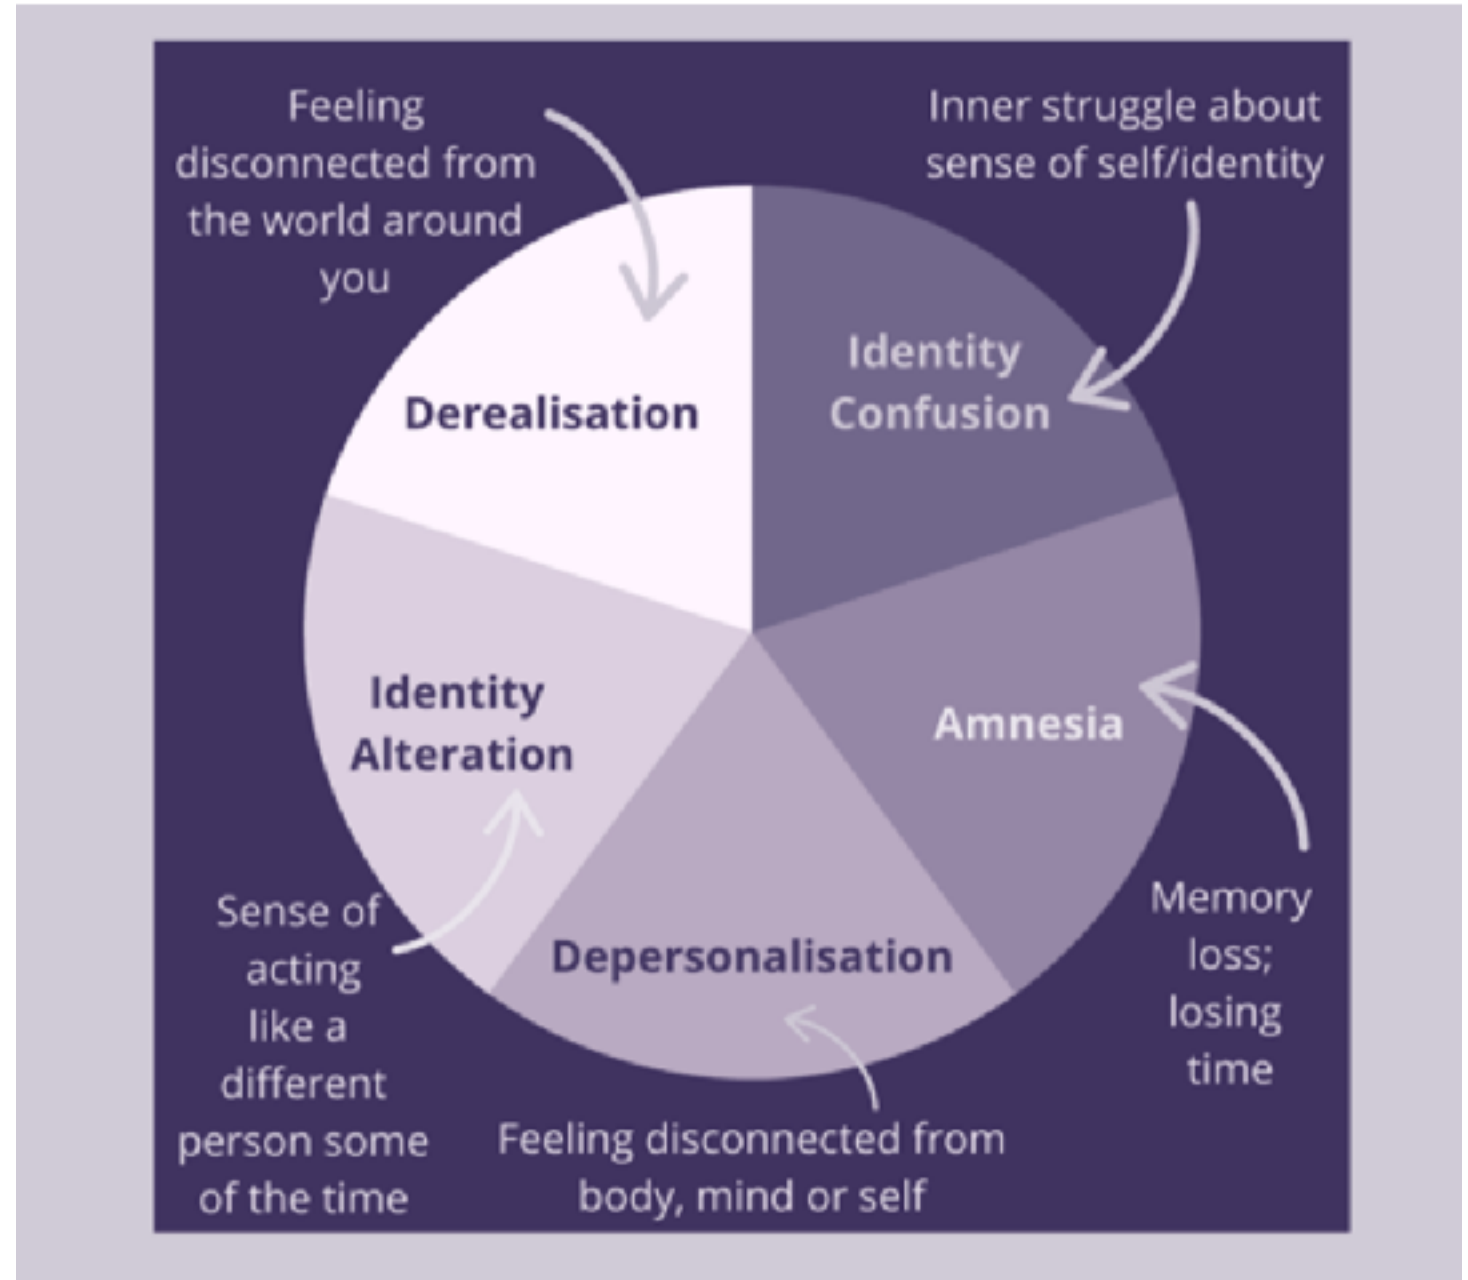 Feeling
disconnected from
the world around
you
Inner struggle about
sense of self/identity
Derealisation
Identity
Confusion
Identity
Alteration
Amnesia
Depersonalisation
Sense of
acting
like a
different
person some
of the time
Feeling disconnected from
body, mind or self
Memory
loss;
losing
time